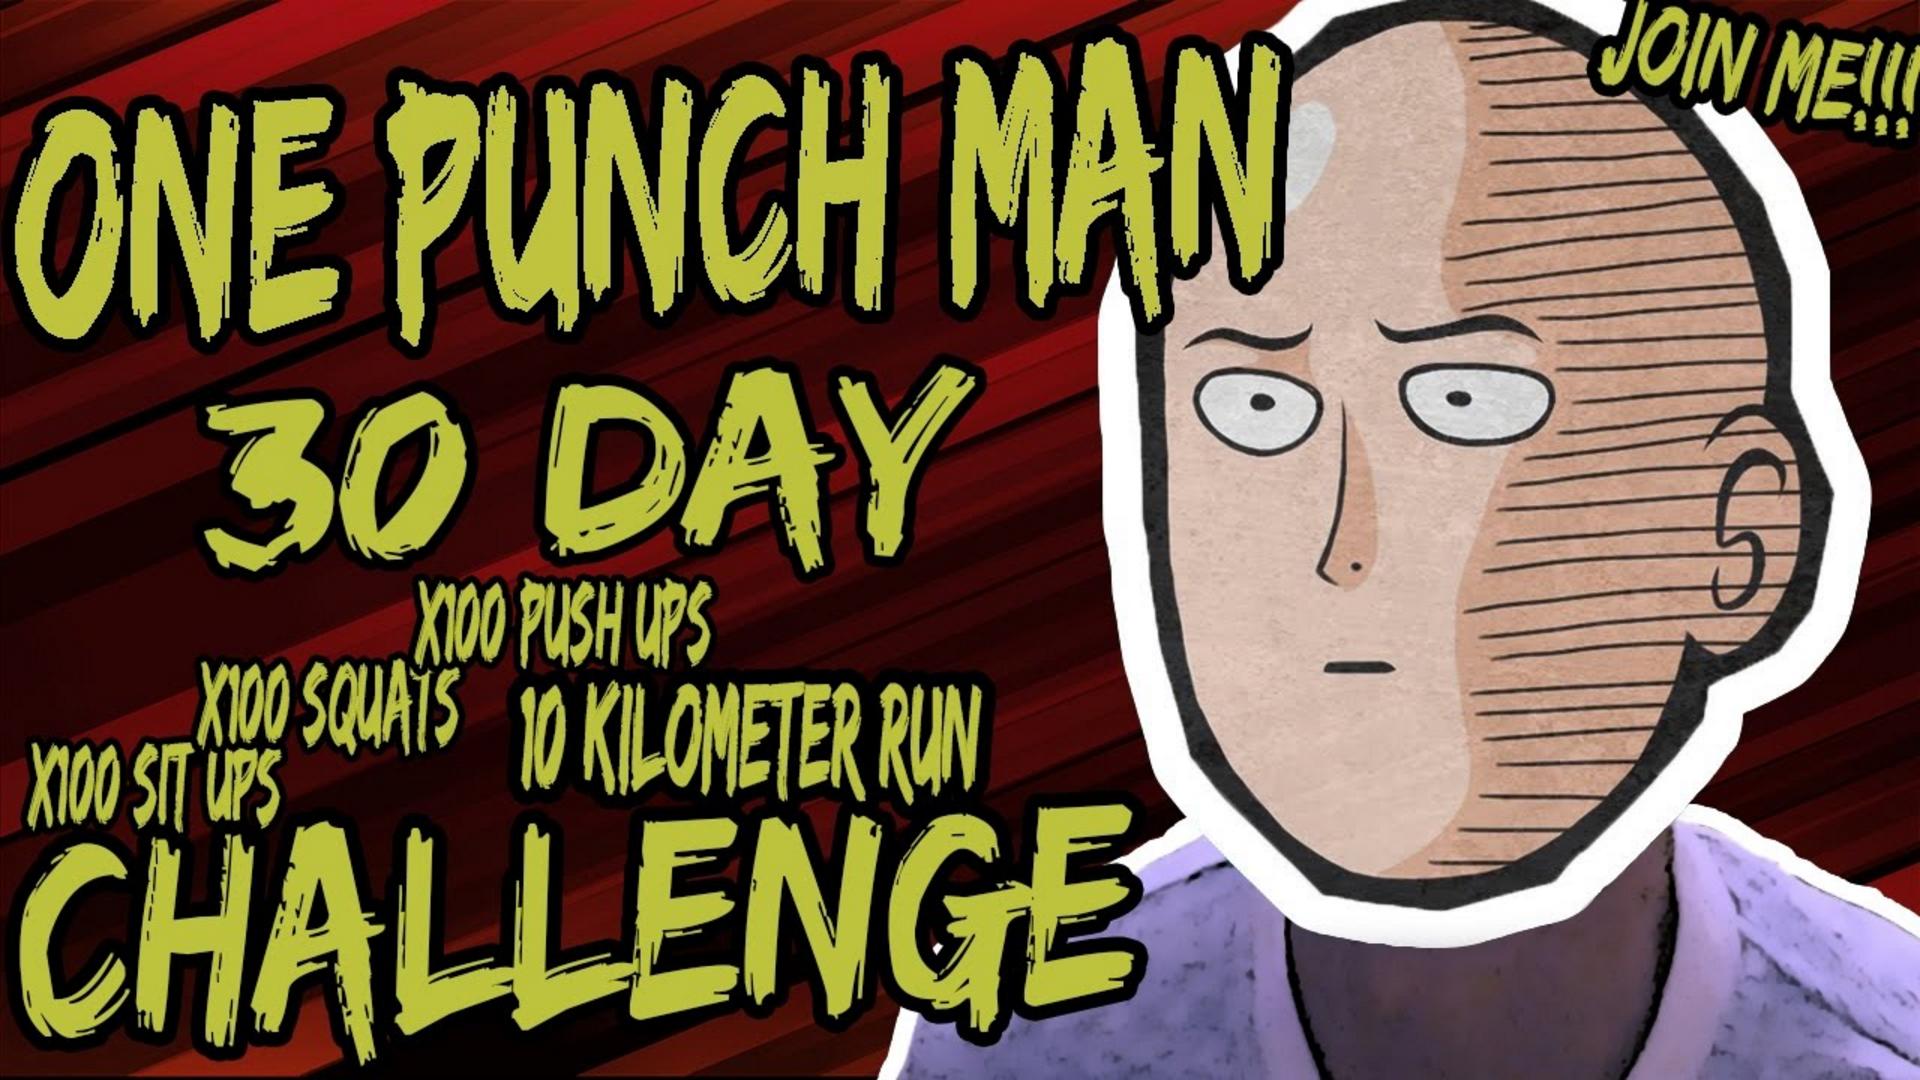 JOIN ME!!!
ONE PUNCH MAN
30 DAY
X100 PUSH UPS
X100 SQUATS
10 KILOMETER RUN
X100 SIT UPS
CHALLENGE